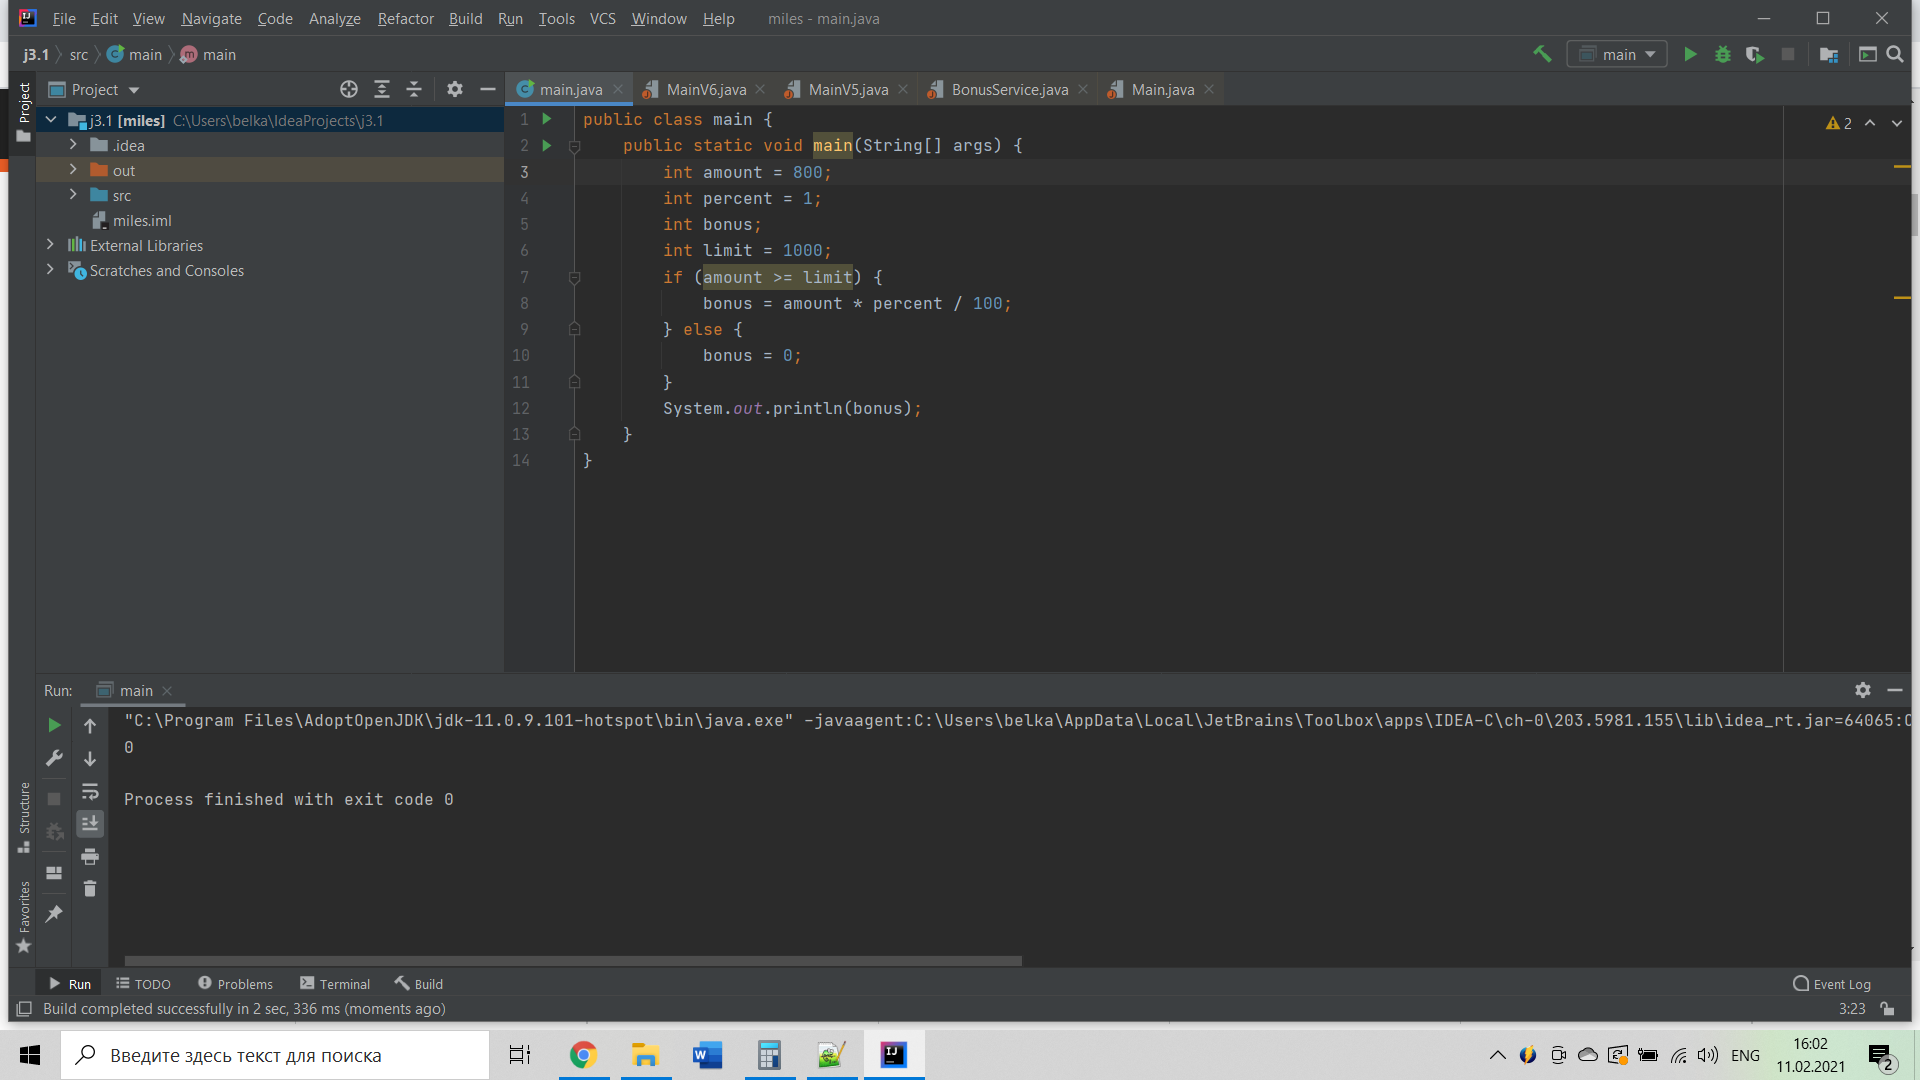 File Edit View Navigate Code Analyze Refactor Build Run Tools VCS Window Help miles - main.java
j3.1 src main main
main
Project
Project
main.java MainV6.java MainV5.java BonusService.java Main.java
j3.1 [miles] C:\Users\belka\IdeaProjects\j3.1
.idea
out
src
miles.iml
External Libraries
Scratches and Consoles
2
1 public class main {
2 public static void main(String[] args) {
3 int amount = 800;
4 int percent = 1;
5 int bonus;
6 int limit = 1000;
7 if (amount >= limit) {
8 bonus = amount * percent / 100;
9 } else {
10 bonus = 0;
11 }
12 System.out.println(bonus);
13 }
14 }
Run: main
"C:\Program Files\AdoptOpenJDK\jdk-11.0.9.101-hotspot\bin\java.exe" -javaagent:C:\Users\belka\AppData\Local\JetBrains\Toolbox\apps\IDEA-C\ch-0\203.5981.155\lib\idea_rt.jar=64065:C
0
Process finished with exit code 0
Structure
Favorites
Run TODO Problems Terminal Build Event Log
Build completed successfully in 2 sec, 336 ms (moments ago) 3:23
Введите здесь текст для поиска
ENG
16:02
11.02.2021
2